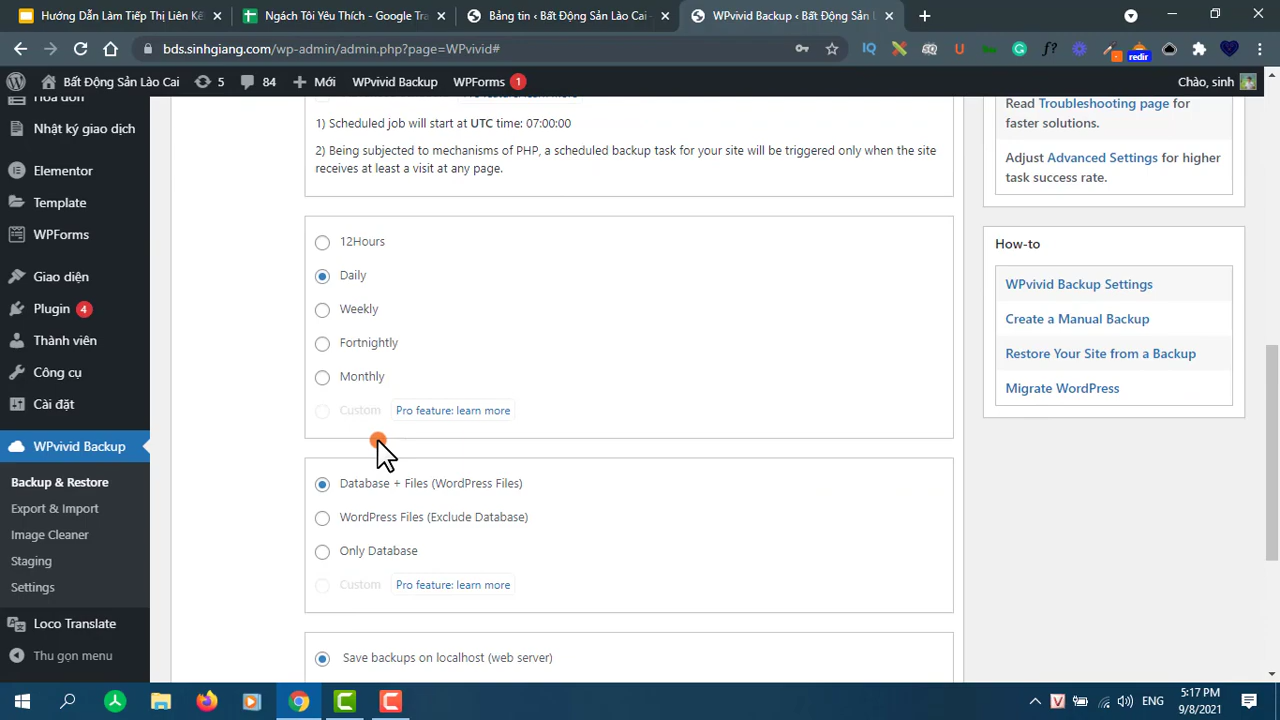 Hướng Dẫn Làm Tiếp Thị Liên Kế
Ngách Tôi Yêu Thích - Google Tra
Bảng tin ‹ Bất Động Sản Lào Cai
WPvivid Backup ‹ Bất Động Sản L
bds.sinhgiang.com/wp-admin/admin.php?page=WPvivid#
redir
Bất Động Sản Lào Cai
5
84
Mới
WPvivid Backup
WPForms 1
Chào, sinh
Hóa đơn
Nhật ký giao dịch
Elementor
Template
WPForms
Giao diện
Plugin 4
Thành viên
Công cụ
Cài đặt
WPvivid Backup
Backup & Restore
Export & Import
Image Cleaner
Staging
Settings
Loco Translate
Thu gọn menu
Pro feature: learn more
1) Scheduled job will start at UTC time: 07:00:00
2) Being subjected to mechanisms of PHP, a scheduled backup task for your site will be triggered only when the site
receives at least a visit at any page.
12Hours
Daily
Weekly
Fortnightly
Monthly
Custom Pro feature: learn more
Database + Files (WordPress Files)
WordPress Files (Exclude Database)
Only Database
Custom Pro feature: learn more
Save backups on localhost (web server)
Read Troubleshooting page for
faster solutions.
Adjust Advanced Settings for higher
task success rate.
How-to
WPvivid Backup Settings
Create a Manual Backup
Restore Your Site from a Backup
Migrate WordPress
ENG
5:17 PM
9/8/2021